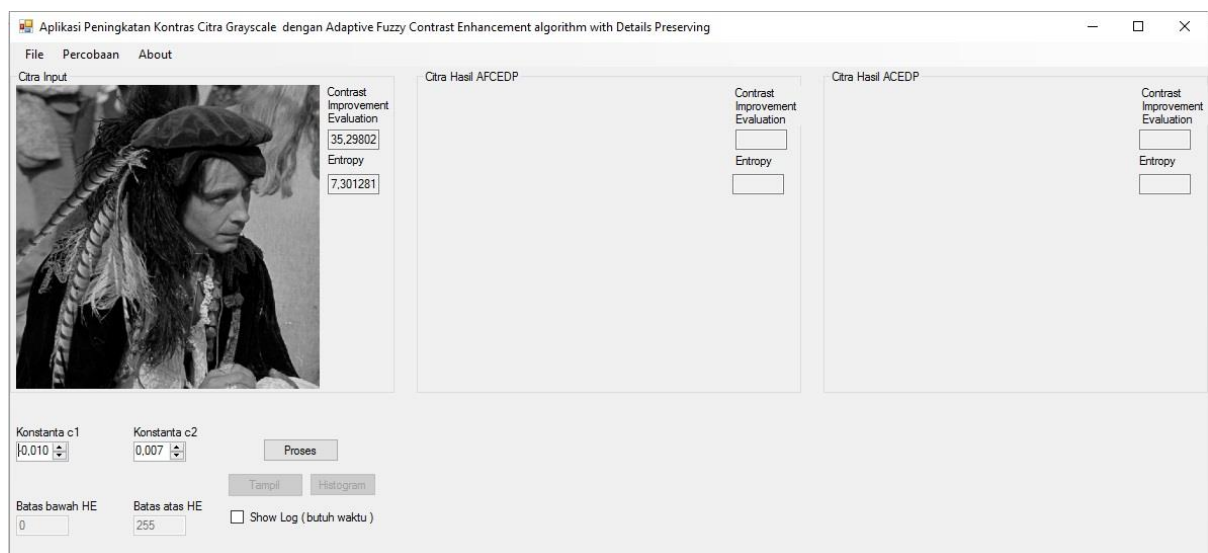 Aplikasi Peningkatan Kontras Citra Grayscale dengan Adaptive Fuzzy Contrast Enhancement algorithm with Details Preserving
File Percobaan About
Citra Input
Contrast
Improvement
Evaluation
35,29802
Entropy
7,301281
Citra Hasil AFCEDP
Contrast
Improvement
Evaluation
Entropy
Citra Hasil ACEDP
Contrast
Improvement
Evaluation
Entropy
Konstanta c1
-0,010
Konstanta c2
0,007
Proses
Tampil
Histogram
Batas bawah HE
0
Batas atas HE
255
Show Log ( butuh waktu )